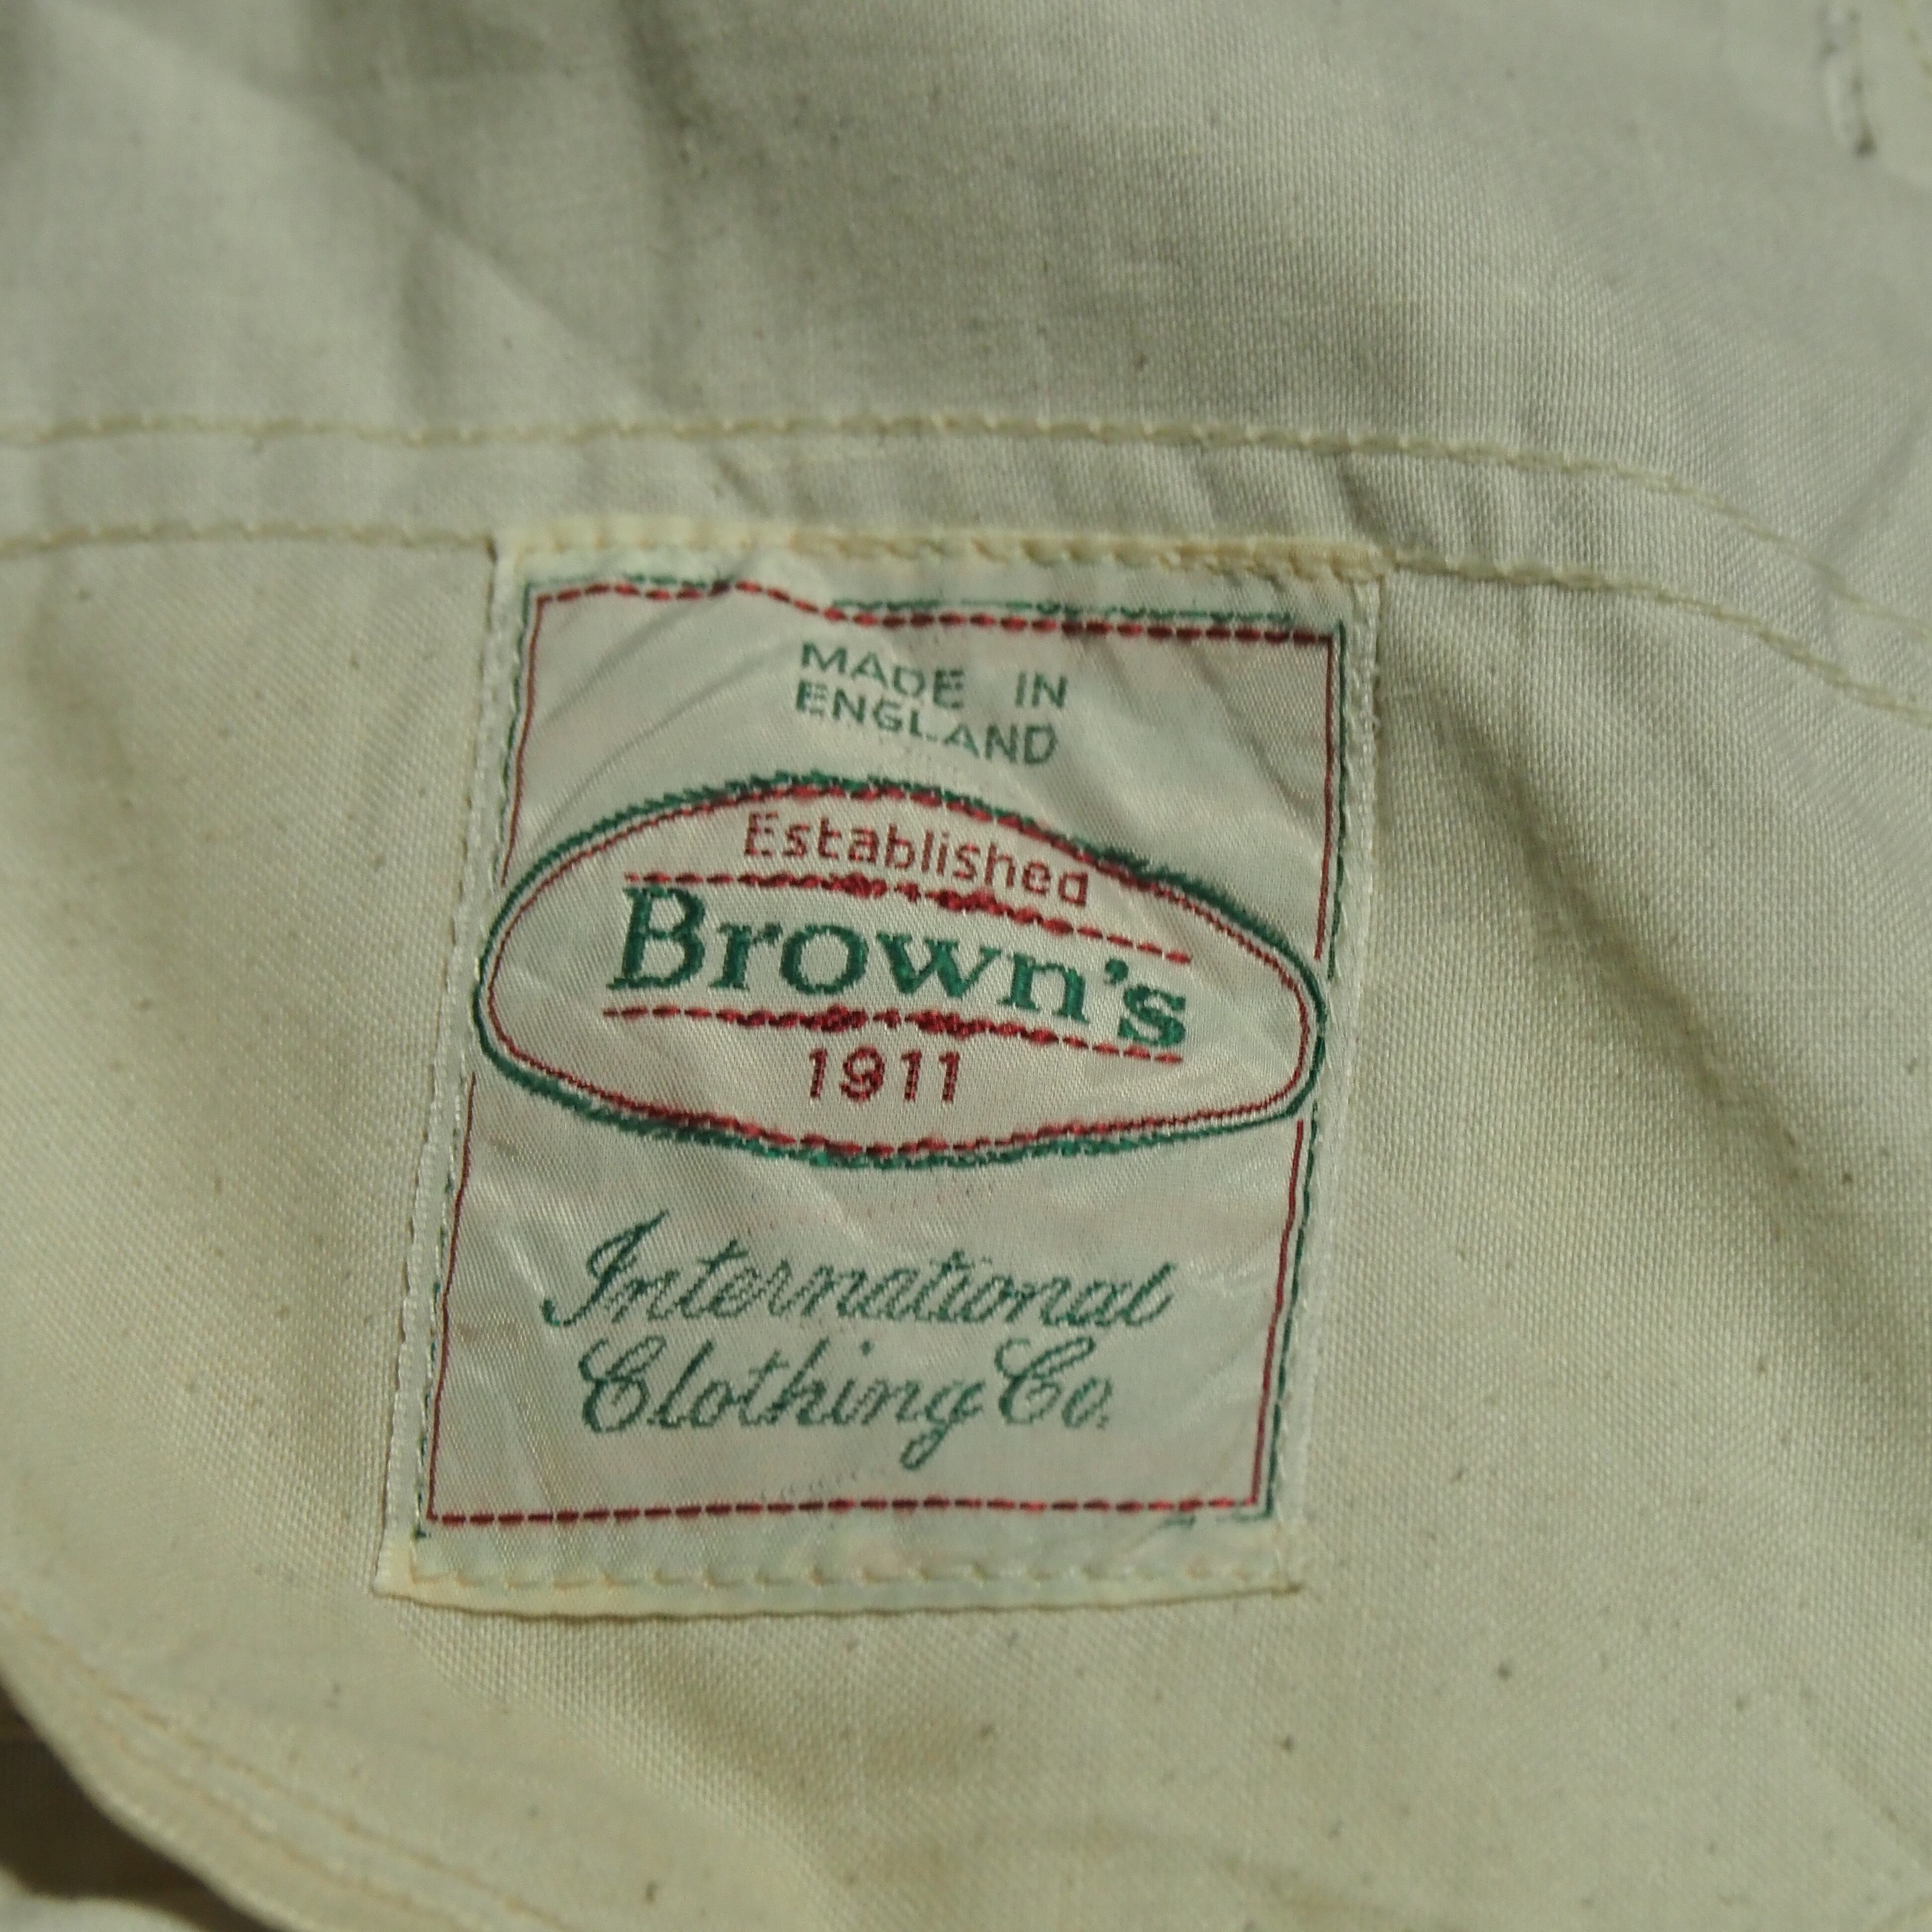 MADE IN
ENGLAND
Established
Brown's
1911
International
Clothing Co.